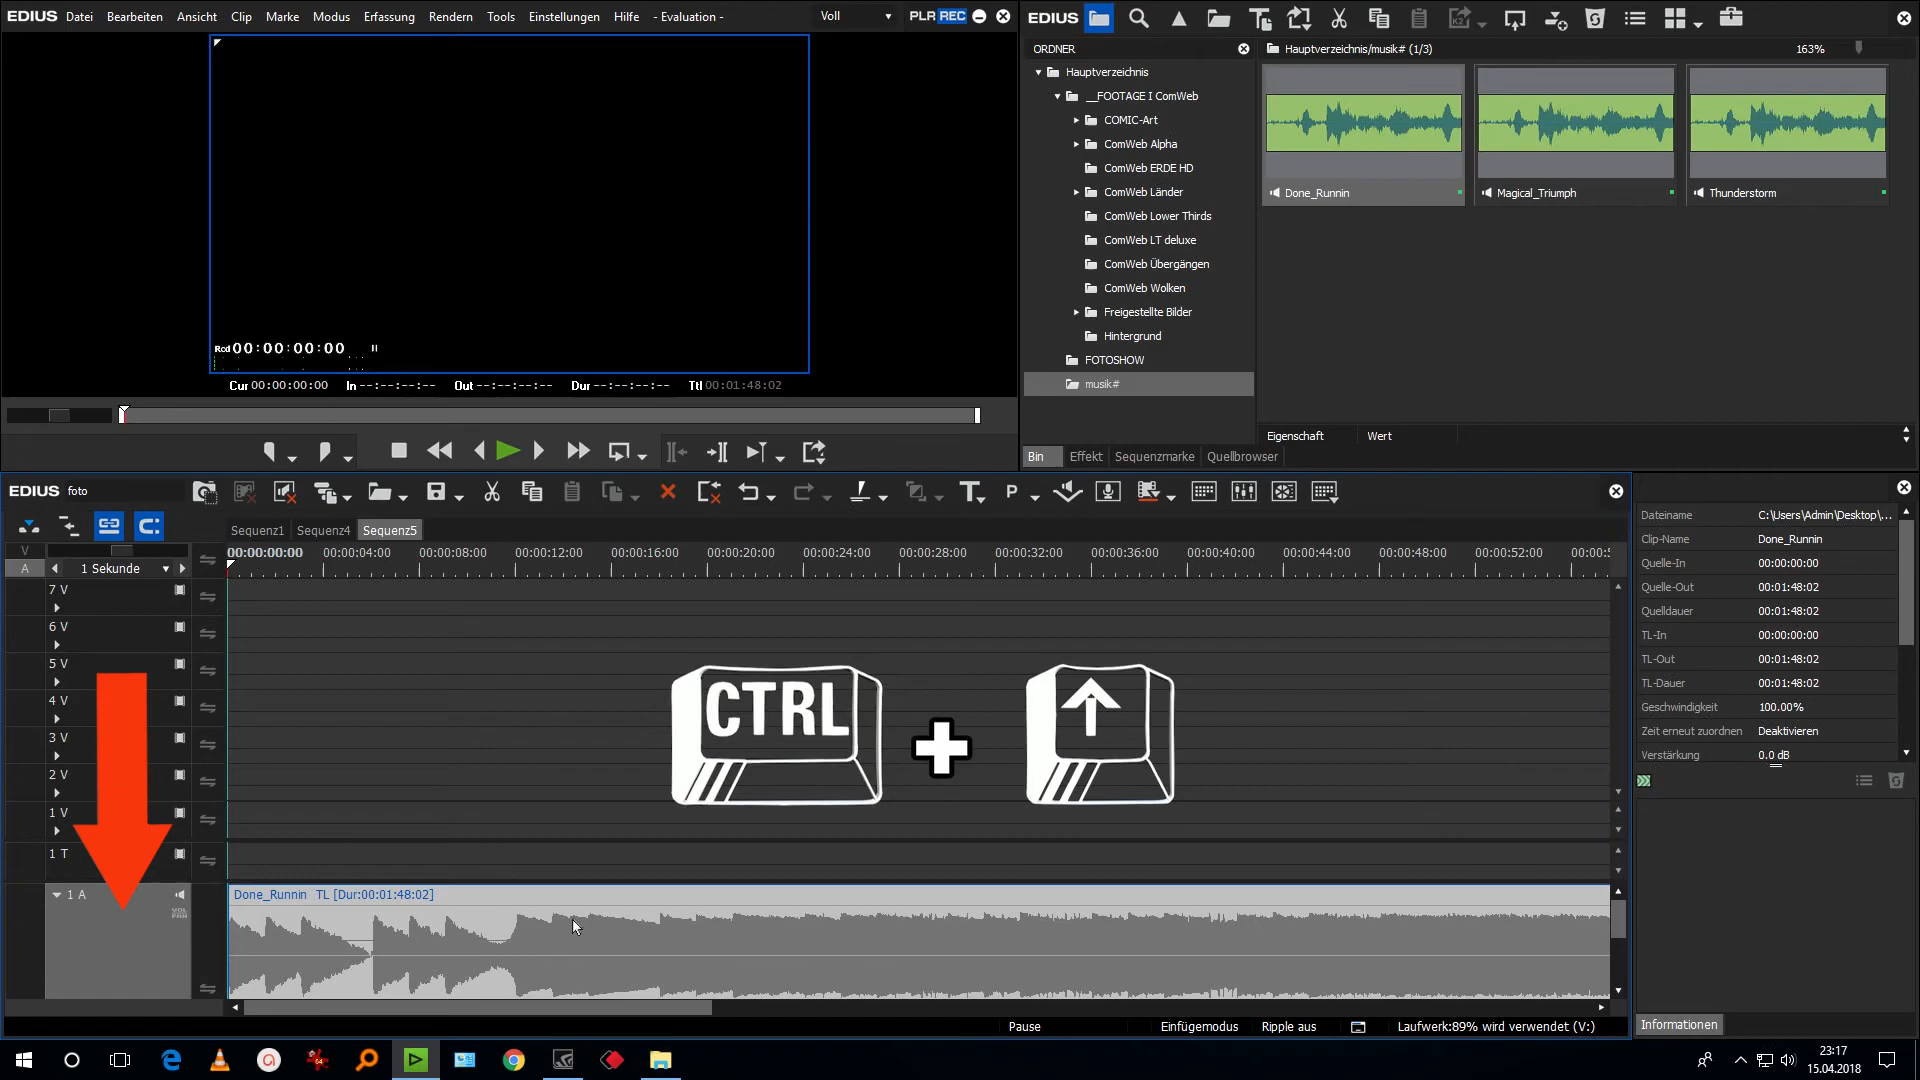 EDIUS Datei Bearbeiten Ansicht Clip Marke Modus Erfassung Rendern Tools Einstellungen Hilfe - Evaluation - Voll PLR REC
Rcd 00:00:00:00
Cur 00:00:00:00 In --:--:--:-- Out --:--:--:-- Dur --:--:--:-- Ttl 00:01:48:02
EDIUS
ORDNER
Hauptverzeichnis/musik# (1/3) 163%
Hauptverzeichnis
__FOOTAGE I ComWeb
COMIC-Art
ComWeb Alpha
ComWeb ERDE HD
ComWeb Länder
ComWeb Lower Thirds
ComWeb LT deluxe
ComWeb Übergängen
ComWeb Wolken
Freigestellte Bilder
Hintergrund
FOTOSHOW
musik#
Done_Runnin Magical_Triumph Thunderstorm
Eigenschaft Wert
Bin Effekt Sequenzmarke Quellbrowser
EDIUS foto
Sequenz1 Sequenz4 Sequenz5
00:00:00:00 00:00:04:00 00:00:08:00 00:00:12:00 00:00:16:00 00:00:20:00 00:00:24:00 00:00:28:00 00:00:32:00 00:00:36:00 00:00:40:00 00:00:44:00 00:00:48:00 00:00:52:00 00:00:5
V
A 1 Sekunde
7 V
6 V
5 V
4 V
3 V
2 V
1 V
1 T
1 A
VOL
PAN
CTRL
Done_Runnin TL [Dur:00:01:48:02]
Pause Einfügemodus Ripple aus Laufwerk:89% wird verwendet (V:)
Dateiname C:\Users\Admin\Desktop\...
Clip-Name Done_Runnin
Quelle-In 00:00:00:00
Quelle-Out 00:01:48:02
Quelldauer 00:01:48:02
TL-In 00:00:00:00
TL-Out 00:01:48:02
TL-Dauer 00:01:48:02
Geschwindigkeit 100.00%
Zeit erneut zuordnen Deaktivieren
Verstärkung 0.0 dB
Informationen
23:17
15.04.2018